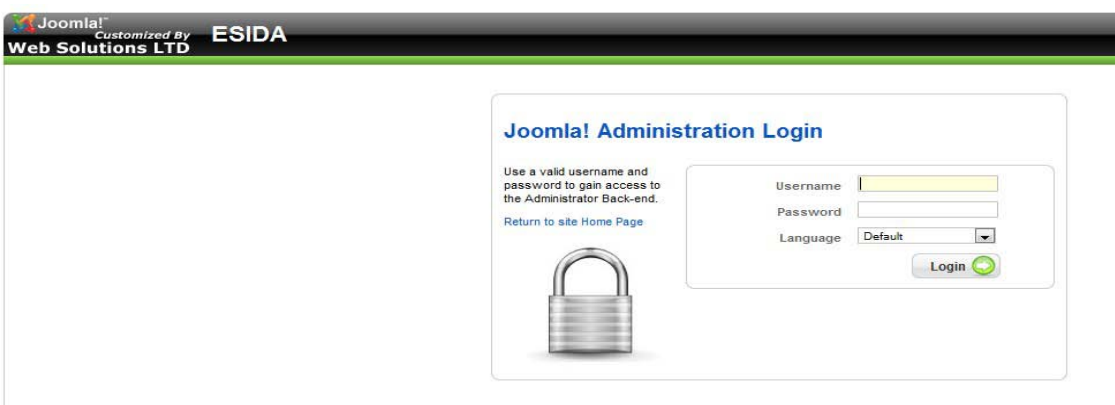 Joomla!™
Customized By
Web Solutions LTD
ESIDA
Joomla! Administration Login
Use a valid username and
password to gain access to
the Administrator Back-end.
Return to site Home Page
Username
Password
Language Default
Login